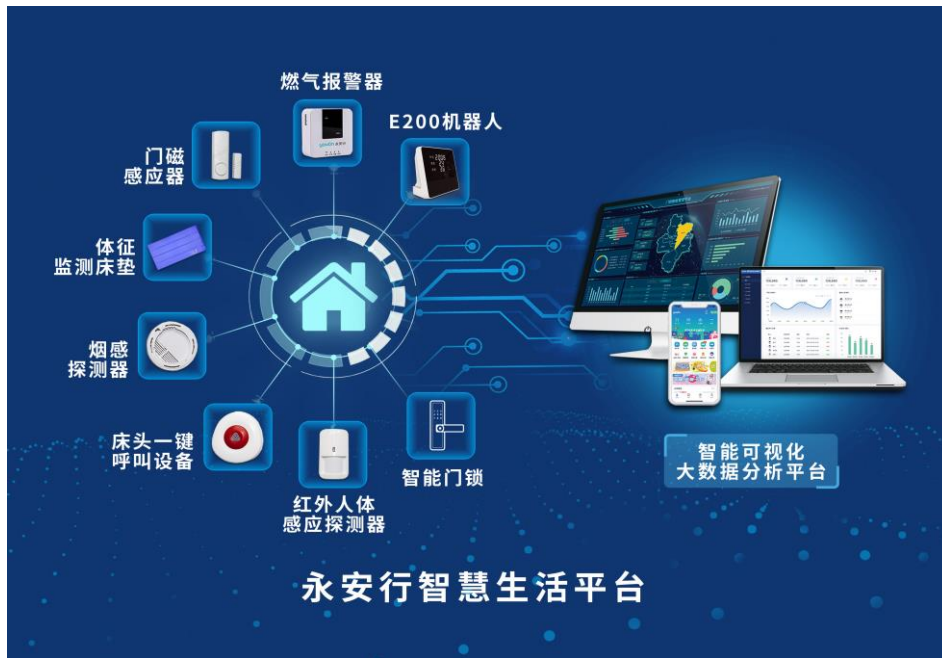 燃气报警器
E200机器人
门磁
感应器
体征
监测床垫
烟感
探测器
床头一键
呼叫设备
红外人体
感应探测器
智能门锁
智能可视化
大数据分析平台
永安行智慧生活平台